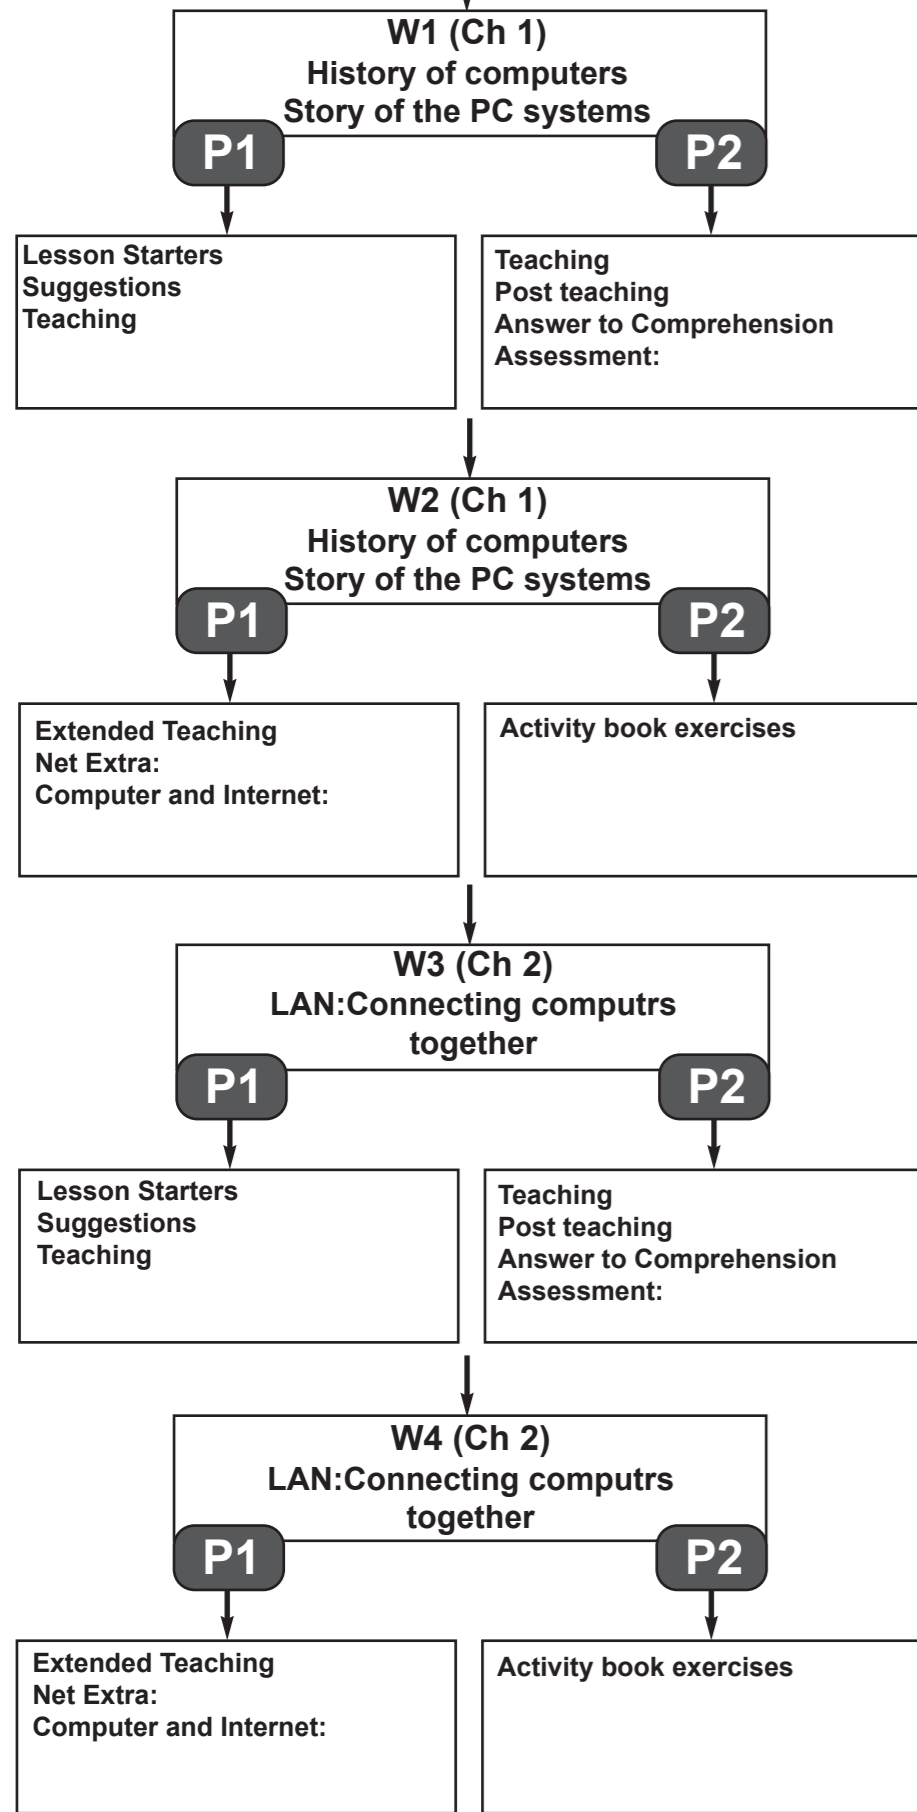 W1 (Ch 1)
History of computers
Story of the PC systems
P1
P2
Lesson Starters
Suggestions
Teaching
Teaching
Post teaching
Answer to Comprehension
Assessment:
W2 (Ch 1)
History of computers
Story of the PC systems
P1
P2
Extended Teaching
Net Extra:
Computer and Internet:
Activity book exercises
W3 (Ch 2)
LAN:Connecting computrs
together
P1
P2
Lesson Starters
Suggestions
Teaching
Teaching
Post teaching
Answer to Comprehension
Assessment:
W4 (Ch 2)
LAN:Connecting computrs
together
P1
P2
Extended Teaching
Net Extra:
Computer and Internet:
Activity book exercises